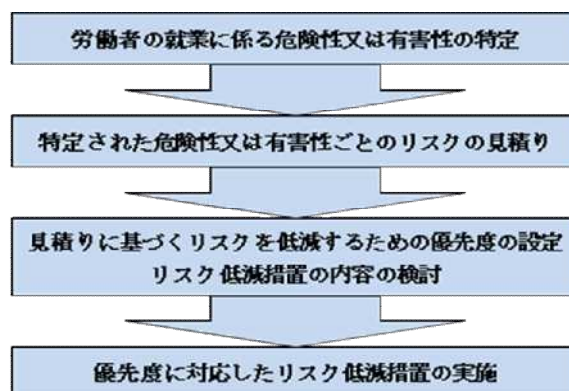 労働者の就業に係る危険性又は有害性の特定
特定された危険性又は有害性ごとのリスクの見積り
見積りに基づくリスクを低減するための優先度の設定
リスク低減措置の内容の検討
優先度に対応したリスク低減措置の実施